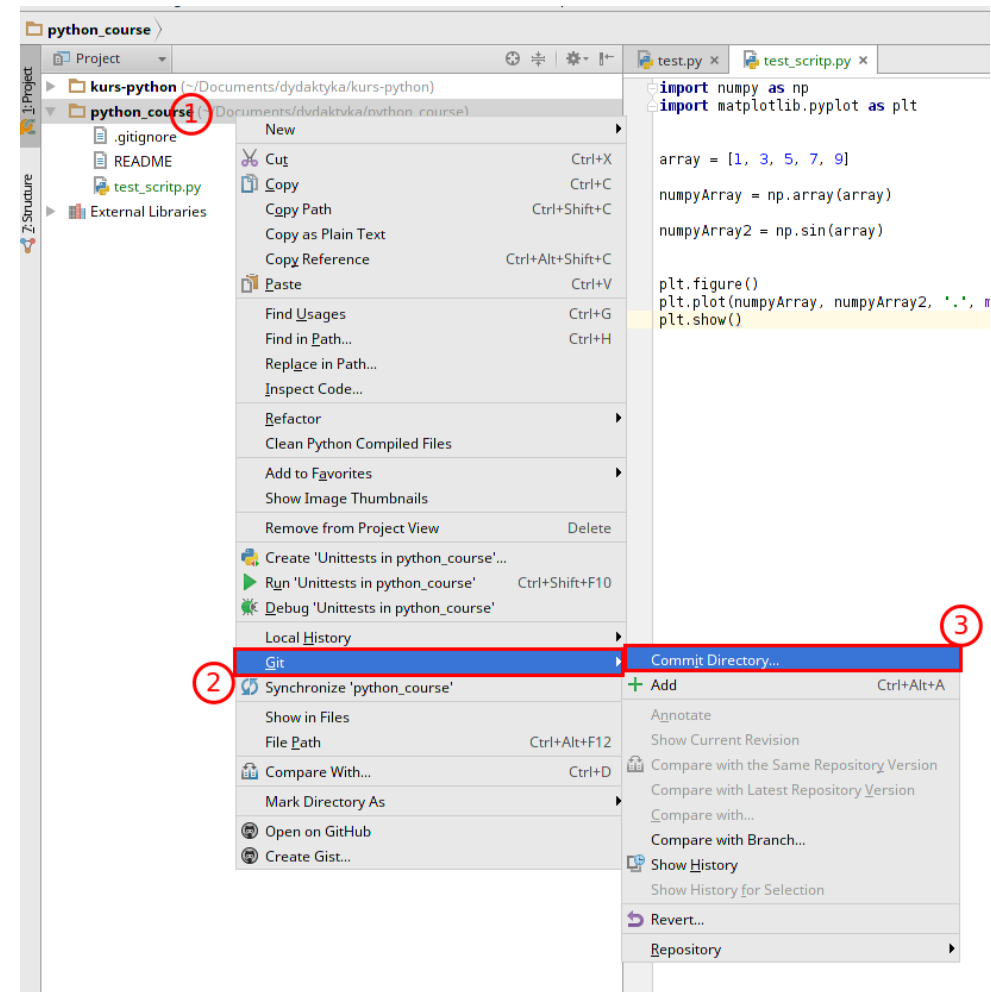 python_course
Project
1: Project
7: Structure
kurs-python (~/Documents/dydaktyka/kurs-python)
python_course (~/Documents/dydaktyka/python_course)
.gitignore
README
test_scritp.py
External Libraries
1
New
Cut Ctrl+X
Copy Ctrl+C
Copy Path Ctrl+Shift+C
Copy as Plain Text
Copy Reference Ctrl+Alt+Shift+C
Paste Ctrl+V
Find Usages Ctrl+G
Find in Path... Ctrl+H
Replace in Path...
Inspect Code...
Refactor
Clean Python Compiled Files
Add to Favorites
Show Image Thumbnails
Remove from Project View Delete
Create 'Unittests in python_course'...
Run 'Unittests in python_course' Ctrl+Shift+F10
Debug 'Unittests in python_course'
Local History
Git
2
Synchronize 'python_course'
Show in Files
File Path Ctrl+Alt+F12
Compare With... Ctrl+D
Mark Directory As
Open on GitHub
Create Gist...
test.py
test_scritp.py
import numpy as np
import matplotlib.pyplot as plt
array = [1, 3, 5, 7, 9]
numpyArray = np.array(array)
numpyArray2 = np.sin(array)
plt.figure()
plt.plot(numpyArray, numpyArray2, '.',
plt.show()
3
Commit Directory...
Add Ctrl+Alt+A
Annotate
Show Current Revision
Compare with the Same Repository Version
Compare with Latest Repository Version
Compare with...
Compare with Branch...
Show History
Show History for Selection
Revert...
Repository